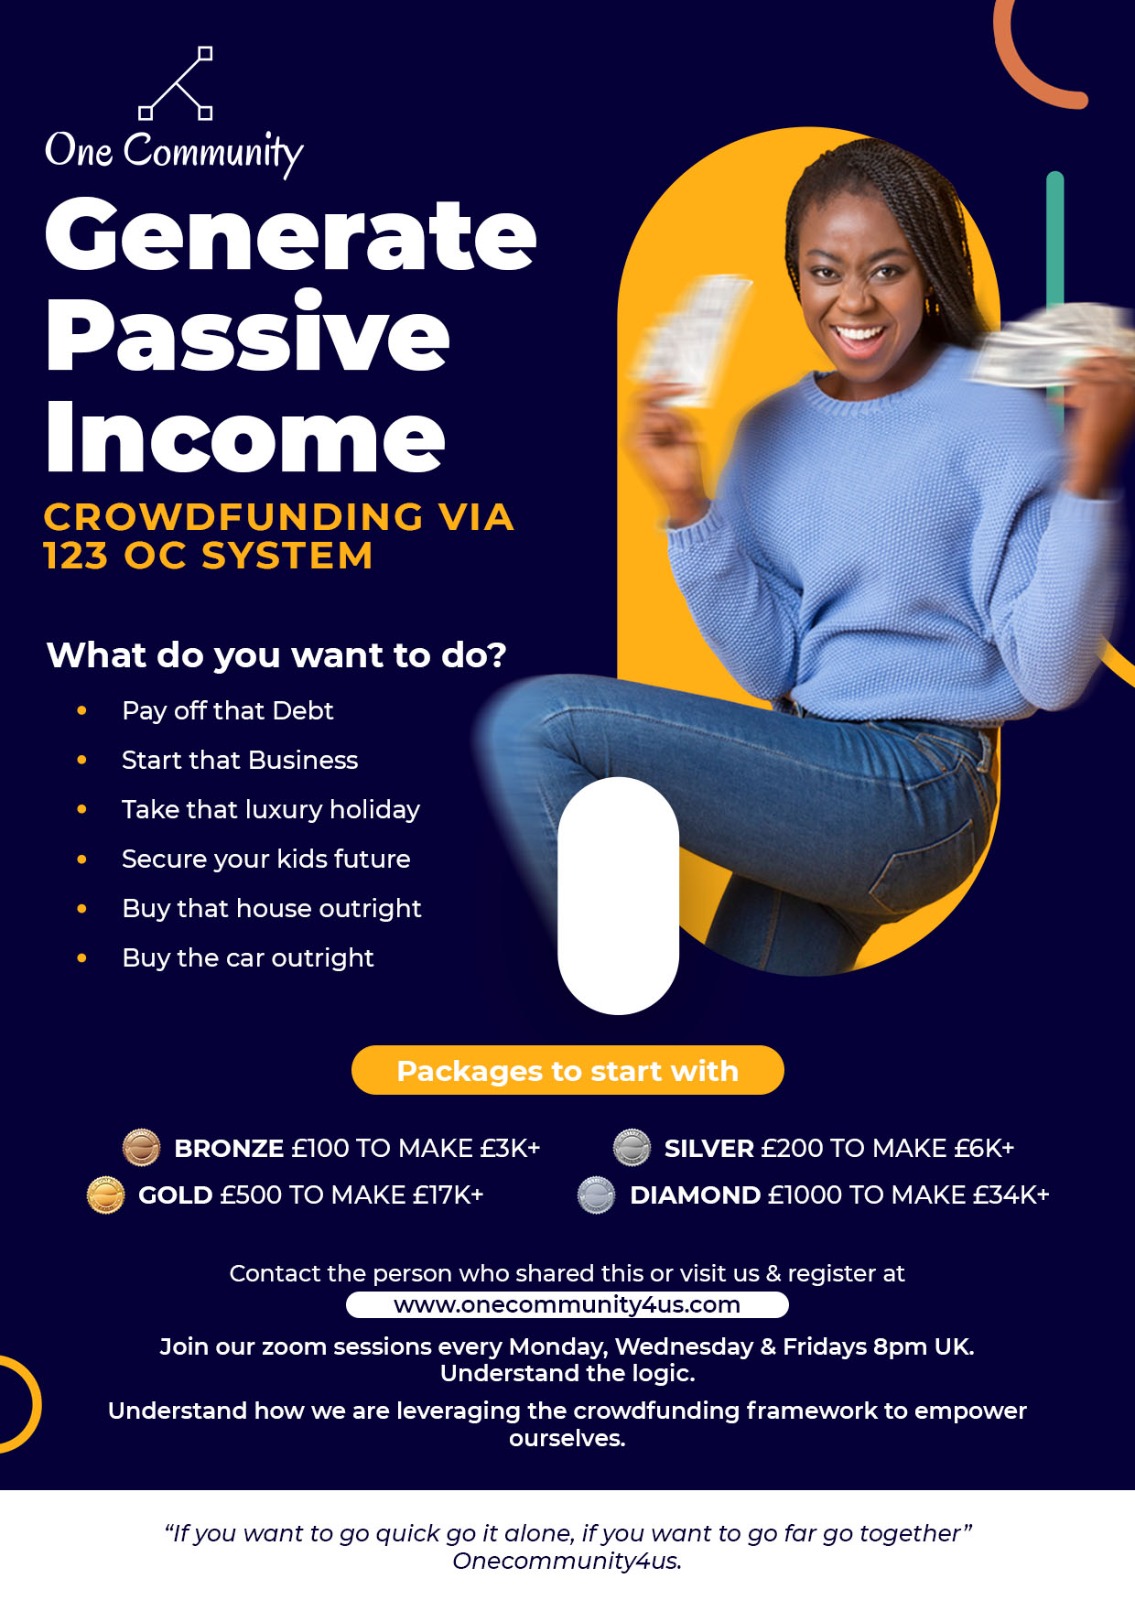 One Community
Generate
Passive
Income
CROWDFUNDING VIA
123 OC SYSTEM
What do you want to do?
• Pay off that Debt
• Start that Business
• Take that luxury holiday
• Secure your kids future
• Buy that house outright
• Buy the car outright
Packages to start with
BRONZE £100 TO MAKE £3K+
SILVER £200 TO MAKE £6K+
GOLD £500 TO MAKE £17K+
DIAMOND £1000 TO MAKE £34K+
Contact the person who shared this or visit us & register at
www.onecommunity4us.com
Join our zoom sessions every Monday, Wednesday & Fridays 8pm UK.
Understand the logic.
Understand how we are leveraging the crowdfunding framework to empower
ourselves.
“If you want to go quick go it alone, if you want to go far go together”
Onecommunity4us.